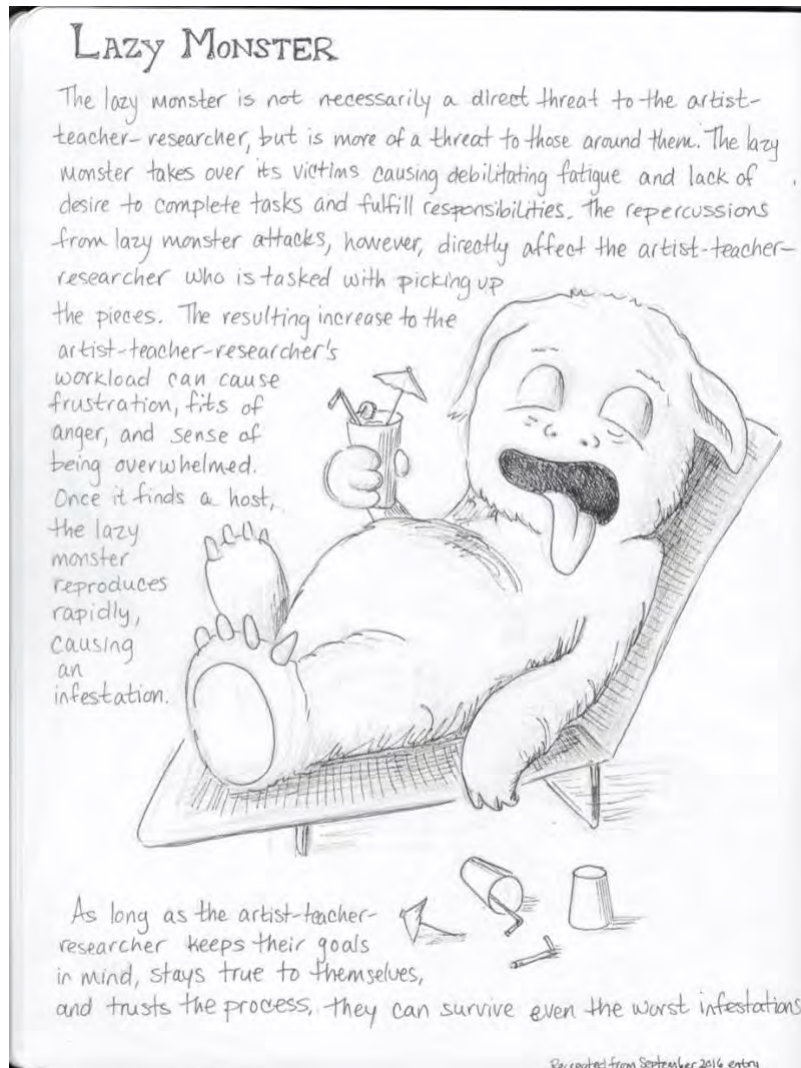 LAZY MONSTER
The lazy monster is not necessarily a direct threat to the artist-
teacher-researcher, but is more of a threat to those around them. The lazy
monster takes over its victims causing debilitating fatigue and lack of
desire to complete tasks and fulfill responsibilities. The repercussions
from lazy monster attacks, however, directly affect the artist-teacher-
researcher who is tasked with picking up
the pieces. The resulting increase to the
artist-teacher-researcher's
workload can cause
frustration, fits of
anger, and sense of
being overwhelmed.
Once it finds a host,
the lazy
monster
reproduces
rapidly,
causing
an
infestation.
As long as the artist-teacher-
researcher keeps their goals
in mind, stays true to themselves,
and trusts the process, they can survive even the worst infestations
Recreated from September 2016 entry